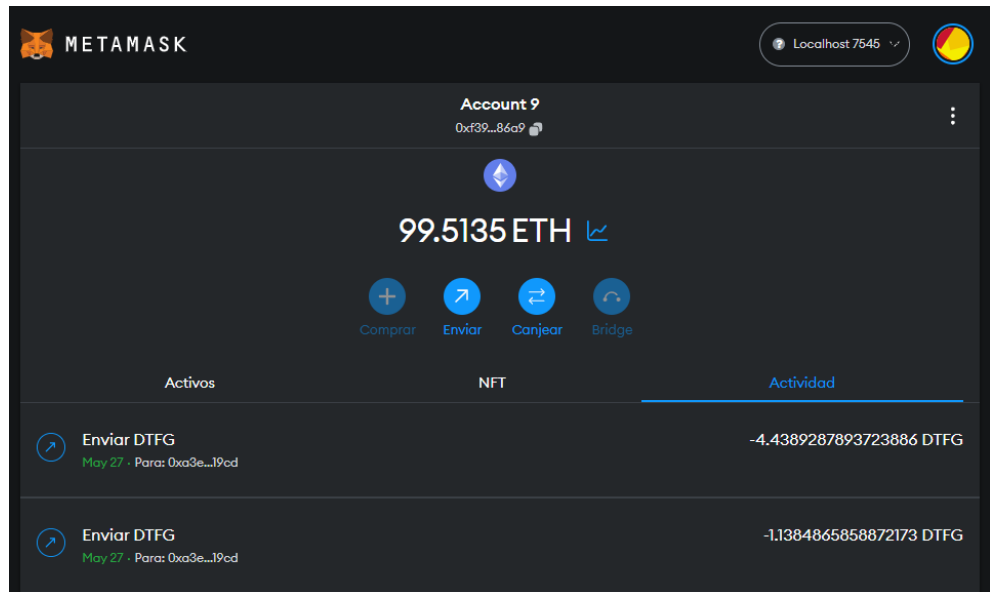 METAMASK
Localhost 7545
Account 9
0xf39...86a9
99.5135 ETH
Comprar
Enviar
Canjear
Bridge
Activos
NFT
Actividad
Enviar DTFG
-4.4389287893723886 DTFG
May 27 · Para: 0xa3e...19cd
Enviar DTFG
-1.1384865858872173 DTFG
May 27 · Para: 0xa3e...19cd